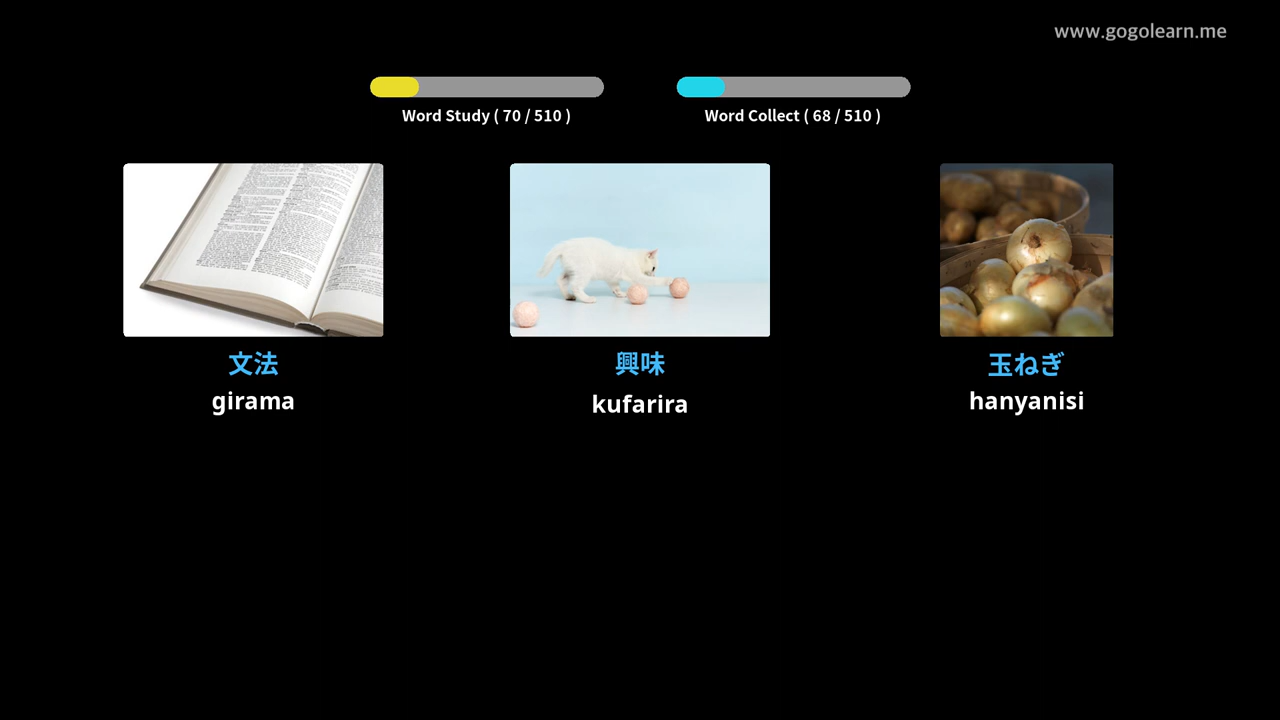 www.gogolearn.me
Word Study ( 70 / 510 )
Word Collect ( 68 / 510 )
文法
girama
興味
kufarira
玉ねぎ
hanyanisi